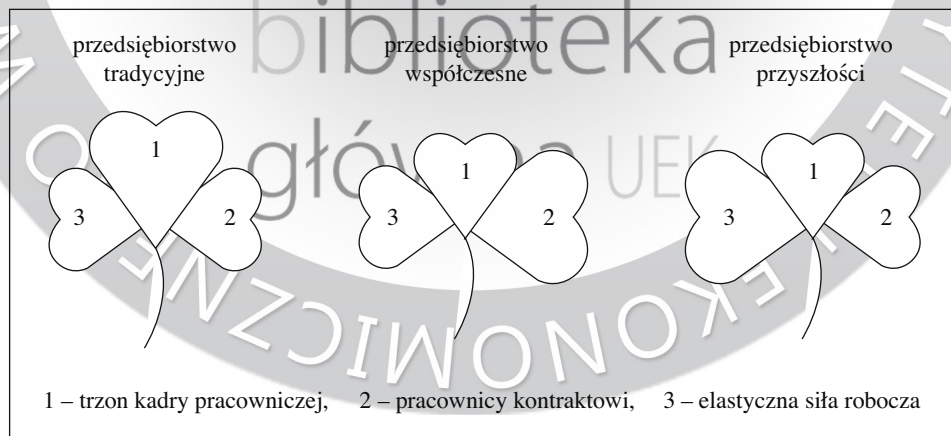 przedsiębiorstwo
tradycyjne
przedsiębiorstwo
współczesne
przedsiębiorstwo
przyszłości
1
3
2
1
3
2
1
3
2
1 – trzon kadry pracowniczej, 2 – pracownicy kontraktowi, 3 – elastyczna siła robocza
biblioteka
główna UEK